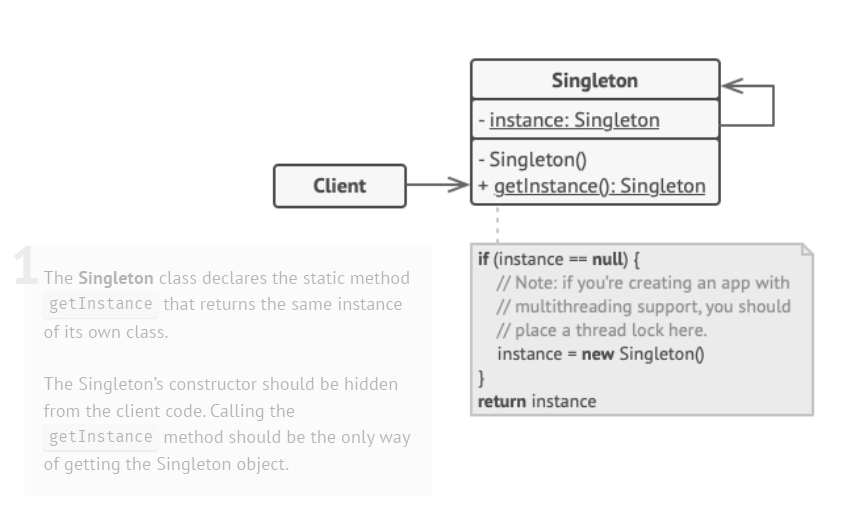 Singleton
- instance: Singleton
- Singleton()
+ getInstance(): Singleton
Client
if (instance == null) {
// Note: if you're creating an app with
// multithreading support, you should
// place a thread lock here.
instance = new Singleton()
}
return instance
1
The Singleton class declares the static method
getInstance that returns the same instance
of its own class.
The Singleton's constructor should be hidden
from the client code. Calling the
getInstance method should be the only way
of getting the Singleton object.